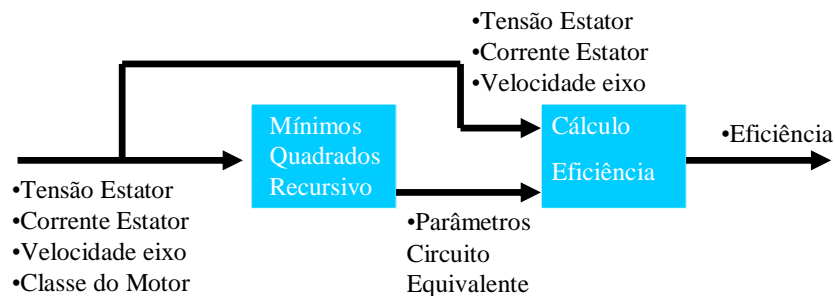 •Tensão Estator
•Corrente Estator
•Velocidade eixo
Mínimos
Quadrados
Recursivo
Cálculo
Eficiência
•Eficiência
•Tensão Estator
•Corrente Estator
•Velocidade eixo
•Classe do Motor
•Parâmetros
Circuito
Equivalente